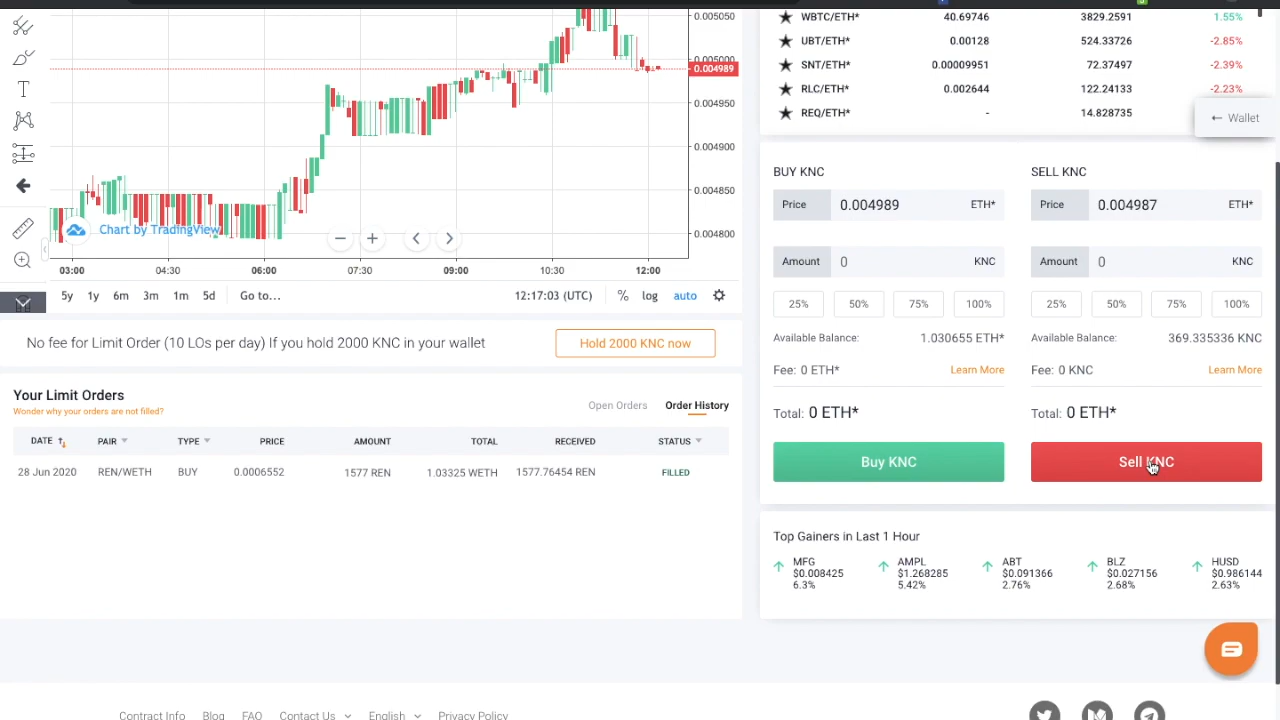 0.005050
0.005000
0.004989
0.004950
0.004900
0.004850
0.004800
Chart by TradingView
03:00 04:30 06:00 07:30 09:00 10:30 12:00
5y 1y 6m 3m 1m 5d Go to... 12:17:03 (UTC) % log auto
No fee for Limit Order (10 LOs per day) If you hold 2000 KNC in your wallet
Hold 2000 KNC now
Your Limit Orders
Wonder why your orders are not filled?
Open Orders Order History
DATE PAIR TYPE PRICE AMOUNT TOTAL RECEIVED STATUS
28 Jun 2020 REN/WETH BUY 0.0006552 1577 REN 1.03325 WETH 1577.76454 REN FILLED
WBTC/ETH* 40.69746 3829.2591 1.55%
UBT/ETH* 0.00128 524.33726 -2.85%
SNT/ETH* 0.00009951 72.37497 -2.39%
RLC/ETH* 0.002644 122.24133 -2.23%
REQ/ETH* - 14.828735
← Wallet
BUY KNC
Price 0.004989 ETH*
Amount 0 KNC
25% 50% 75% 100%
Available Balance: 1.030655 ETH*
Fee: 0 ETH* Learn More
Total: 0 ETH*
Buy KNC
SELL KNC
Price 0.004987 ETH*
Amount 0 KNC
25% 50% 75% 100%
Available Balance: 369.335336 KNC
Fee: 0 KNC Learn More
Total: 0 ETH*
Sell KNC
Top Gainers in Last 1 Hour
MFG
$0.008425
6.3%
AMPL
$1.268285
5.42%
ABT
$0.091366
2.76%
BLZ
$0.027156
2.68%
HUSD
$0.986144
2.63%
Contract Info Blog FAQ Contact Us English Privacy Policy